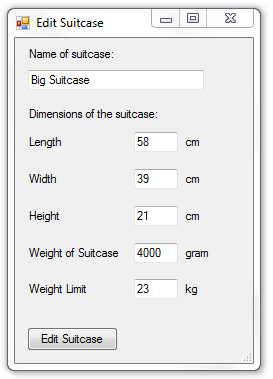 Edit Suitcase
Name of suitcase:
Big Suitcase
Dimensions of the suitcase:
Length 58 cm
Width 39 cm
Height 21 cm
Weight of Suitcase 4000 gram
Weight Limit 23 kg
Edit Suitcase